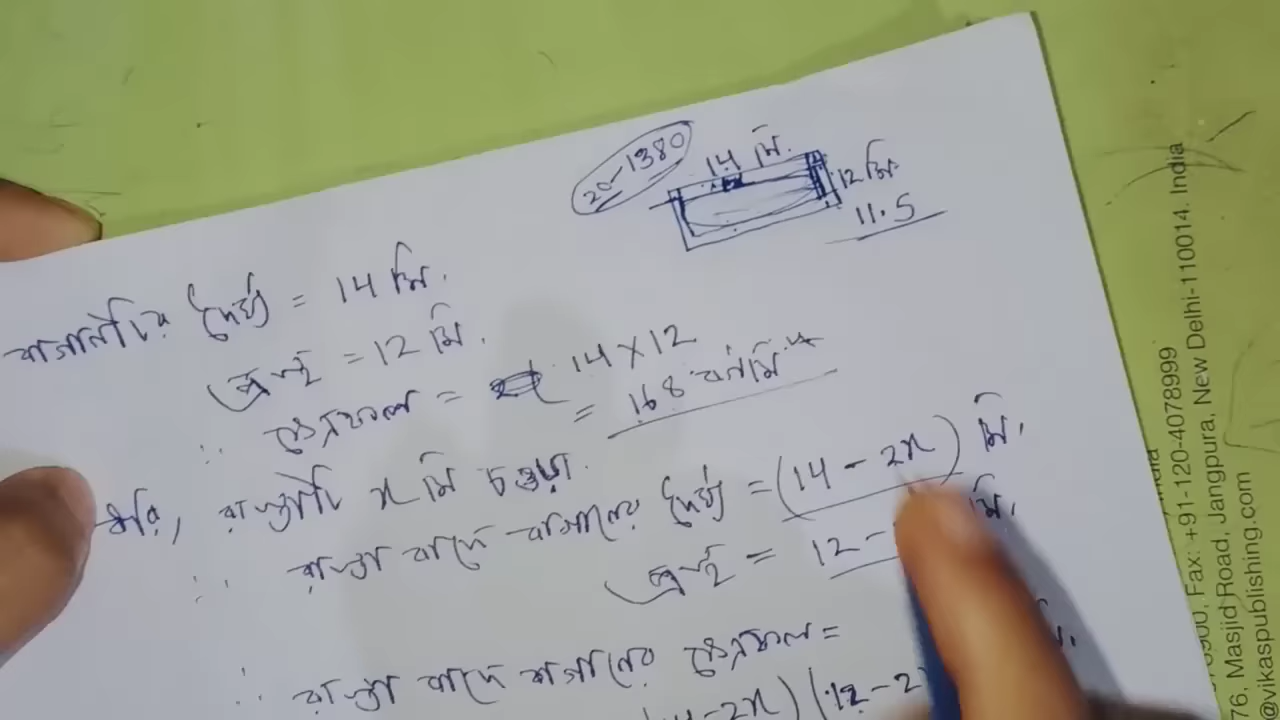 20-1380
14 মি.
12 মি.
11.5
বাগানটির দৈর্ঘ্য = 14 মি.
প্রস্থ = 12 মি.
∴ ক্ষেত্রফল = 14 × 12
= 168 বর্গমি
ধরি, রাস্তাটি x মি চওড়া.
∴ রাস্তা বাদে বাগানের দৈর্ঘ্য = (14 - 2x) মি.
প্রস্থ = 12 - মি.
∴ রাস্তা বাদে বাগানের ক্ষেত্রফল =
- 2x) (12 - 2
76, Masjid Road, Jangpura, New Delhi-110014. India
Fax: +91-120-4078999
@vikaspublishing.com